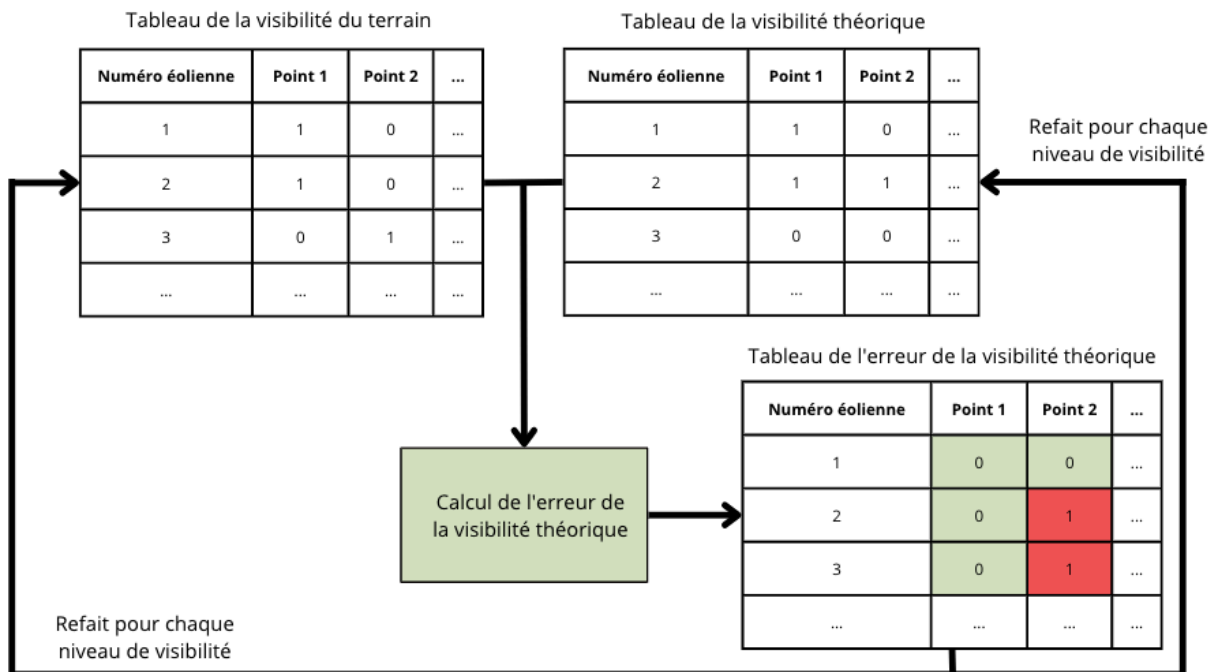 Tableau de la visibilité du terrain
Numéro éolienne Point 1 Point 2 ...
1 1 0 ...
2 1 0 ...
3 0 1 ...
... ... ... ...
Tableau de la visibilité théorique
Numéro éolienne Point 1 Point 2 ...
1 1 0 ...
2 1 1 ...
3 0 0 ...
... ... ... ...
Refait pour chaque
niveau de visibilité
Calcul de l'erreur de
la visibilité théorique
Tableau de l'erreur de la visibilité théorique
Numéro éolienne Point 1 Point 2 ...
1 0 0 ...
2 0 1 ...
3 0 1 ...
... ... ... ...
Refait pour chaque
niveau de visibilité